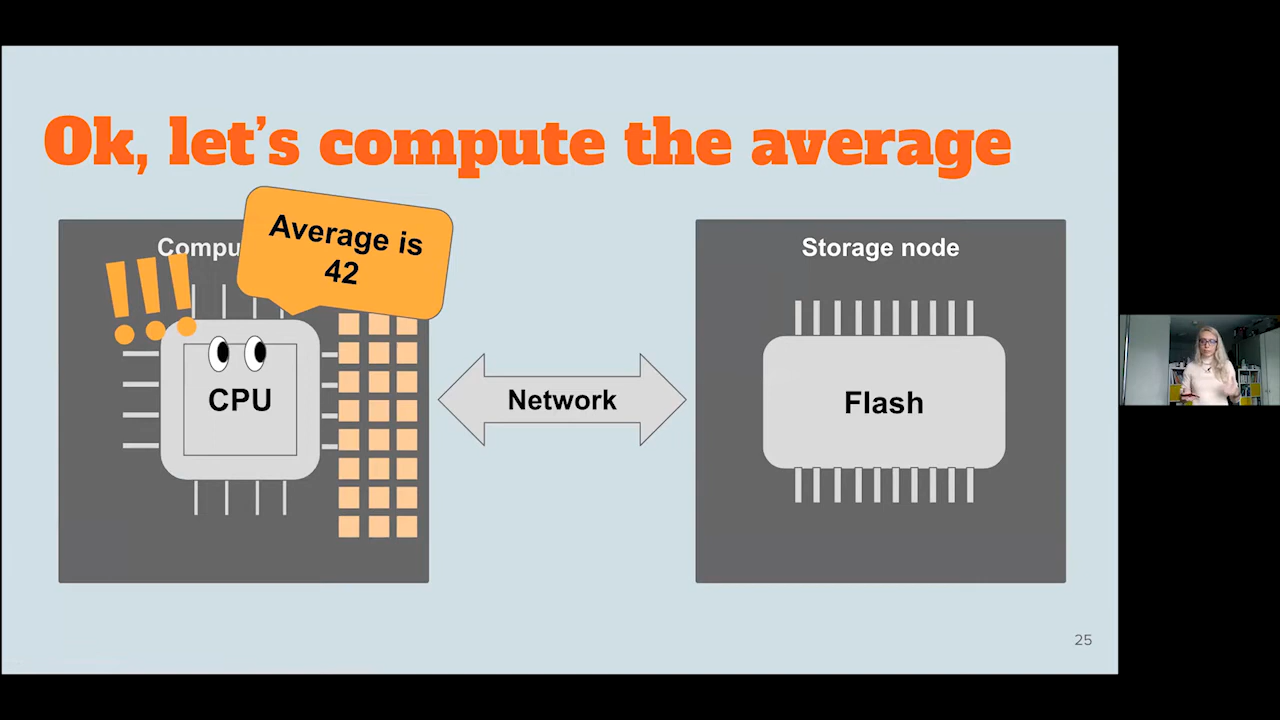 Ok, let's compute the average
Compu
Average is
42
!!!
CPU
Network
Storage node
Flash
25